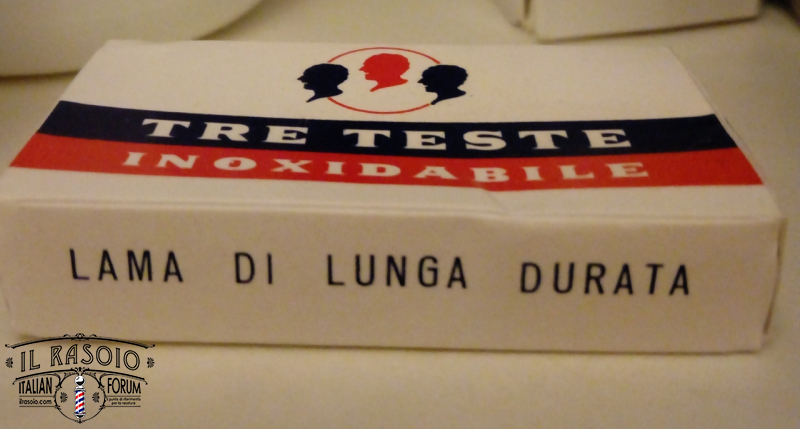 TRE TESTE
INOXIDABILE
LAMA DI LUNGA DURATA
IL RASOIO
ITALIAN FORUM
ilrasoio.com